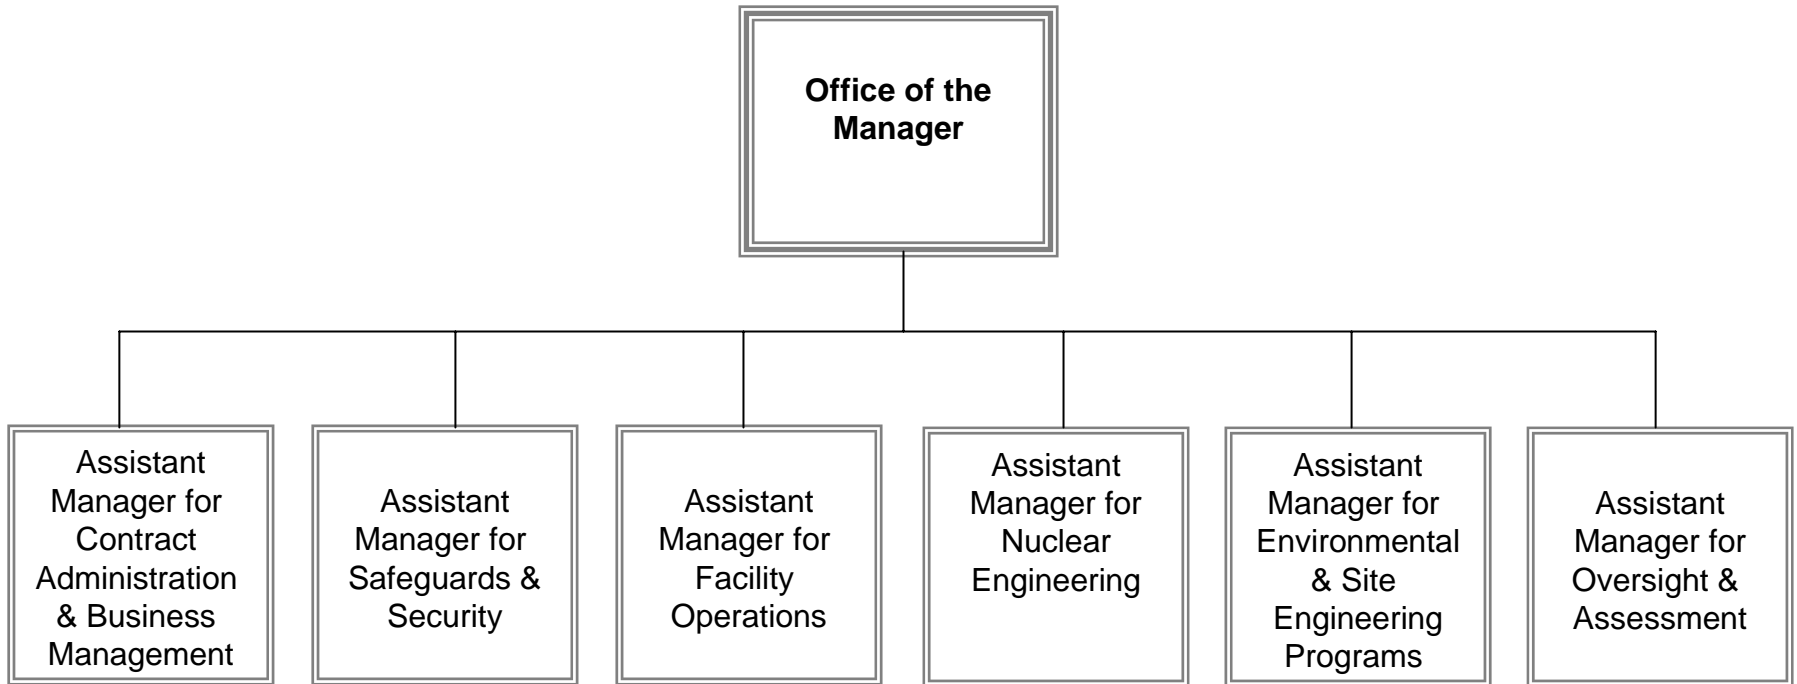 Office of the
Manager
Assistant
Manager for
Contract
Administration
& Business
Management
Assistant
Manager for
Safeguards &
Security
Assistant
Manager for
Facility
Operations
Assistant
Manager for
Nuclear
Engineering
Assistant
Manager for
Environmental
& Site
Engineering
Programs
Assistant
Manager for
Oversight &
Assessment